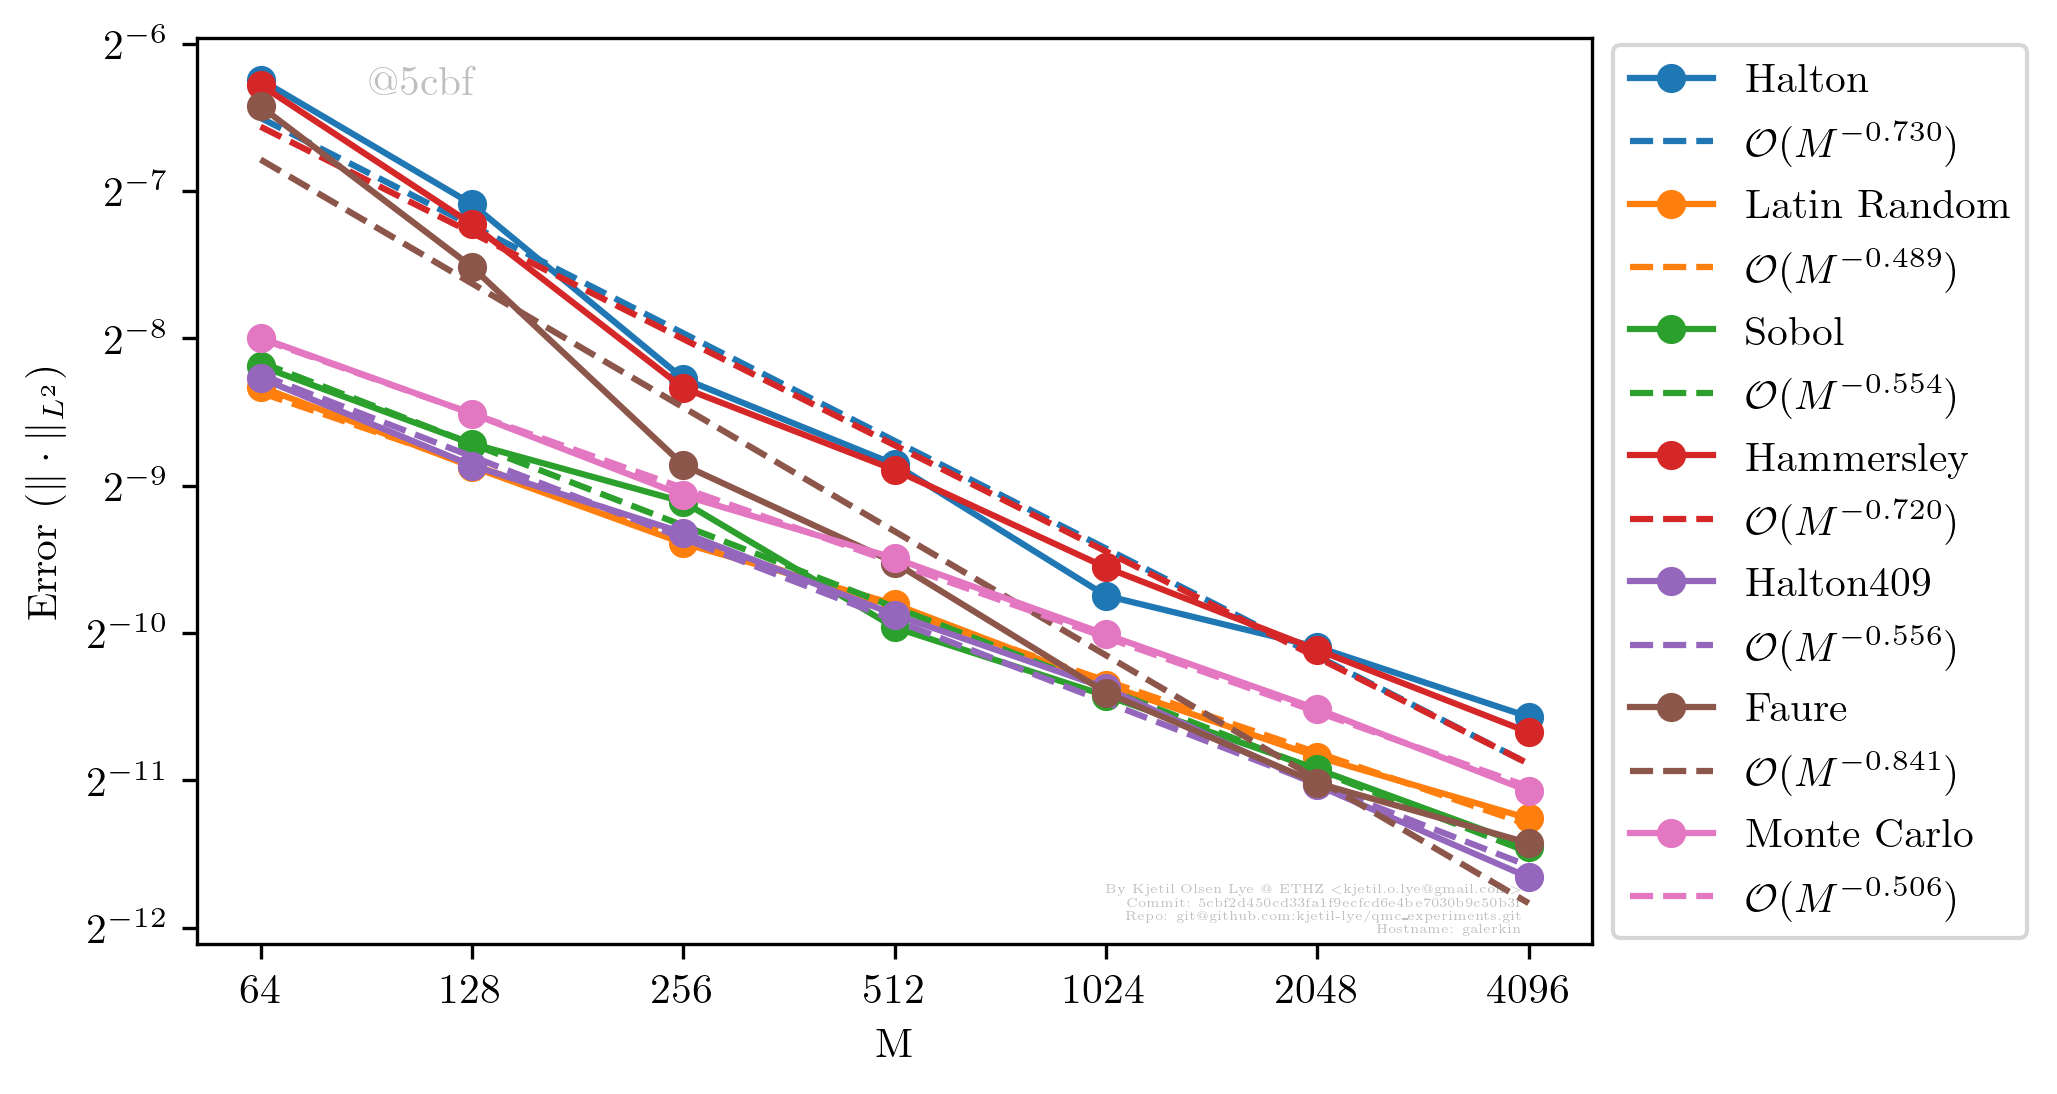 2^{-6}
2^{-7}
2^{-8}
2^{-9}
2^{-10}
2^{-11}
2^{-12}
Error (|| · ||_{L^2})
@5cbf
64 128 256 512 1024 2048 4096
M
By Kjetil Olsen Lye @ ETHZ <kjetil.o.lye@gmail.com>
Commit: 5cbf2d450cd33fa1f9ecfcd6e4be7030b9c50b3f
Repo: git@github.com:kjetil-lye/qmc_experiments.git
Hostname: galerkin
Halton
𝒪(M^{-0.730})
Latin Random
𝒪(M^{-0.489})
Sobol
𝒪(M^{-0.554})
Hammersley
𝒪(M^{-0.720})
Halton409
𝒪(M^{-0.556})
Faure
𝒪(M^{-0.841})
Monte Carlo
𝒪(M^{-0.506})